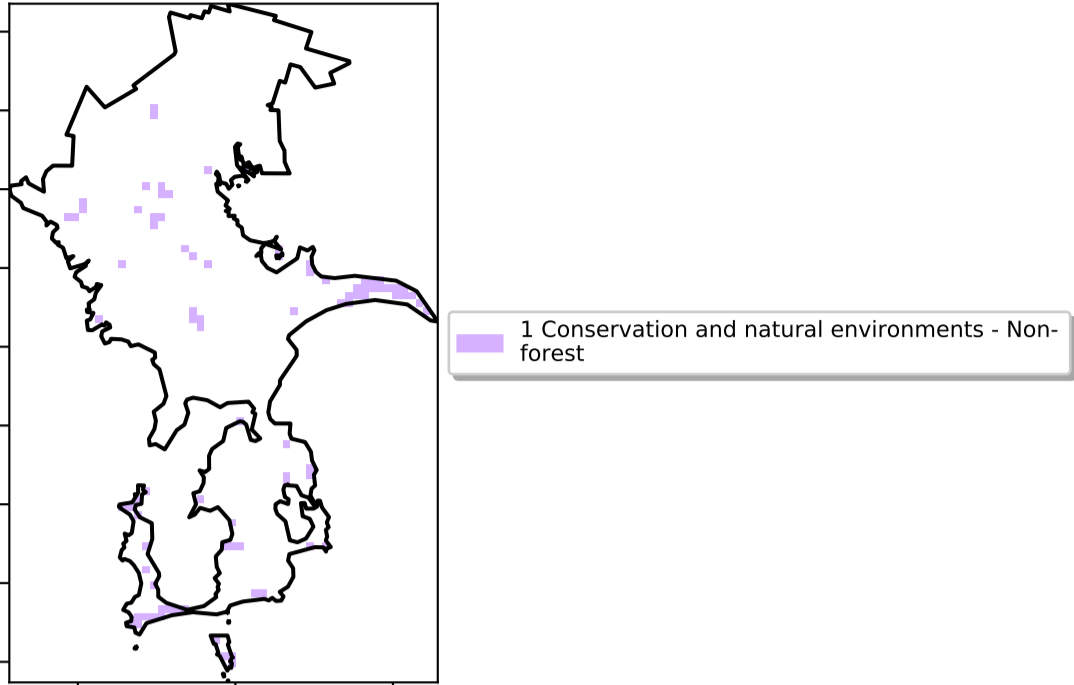 1 Conservation and natural environments - Non-
forest